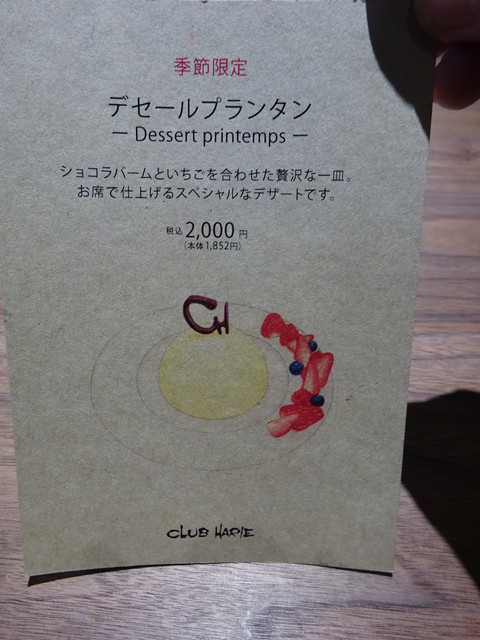 季節限定
デセールプランタン
― Dessert printemps ―
ショコラバームといちごを合わせた贅沢な一皿。
お席で仕上げるスペシャルなデザートです。
税込2,000円
(本体1,852円)
CH
CLUB HARIE